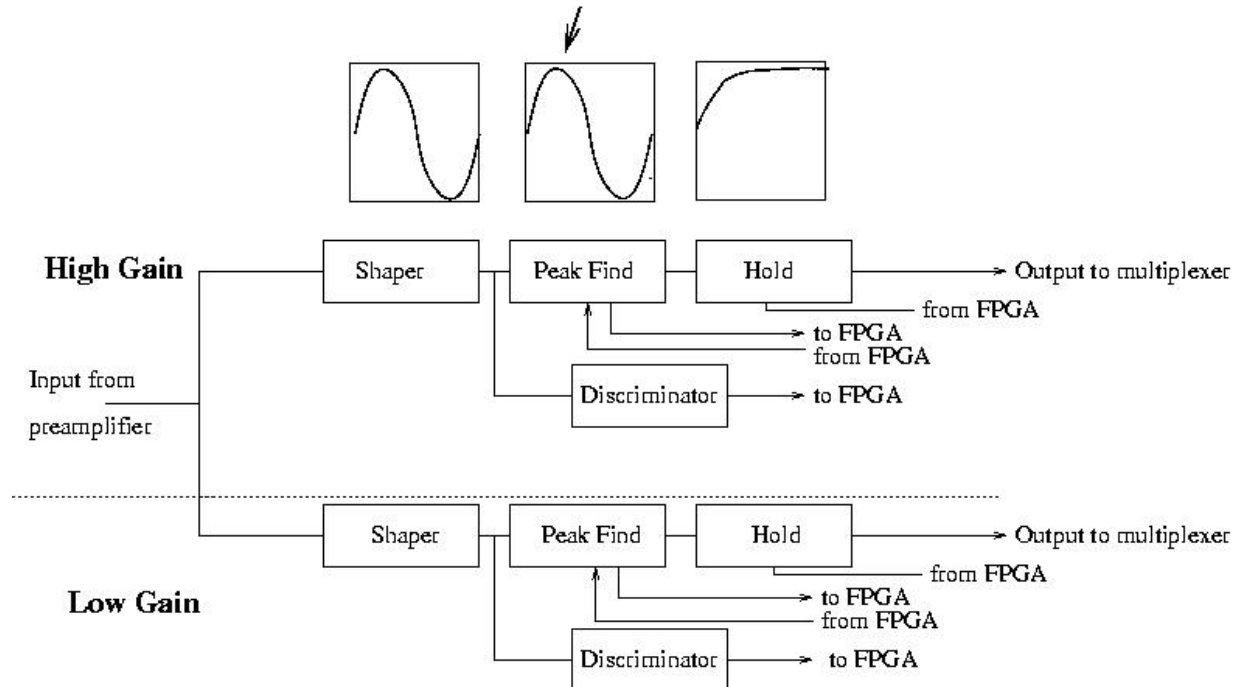 High Gain
Shaper
Peak Find
Hold
Output to multiplexer
from FPGA
to FPGA
from FPGA
Discriminator
to FPGA
Input from
preamplifier
Shaper
Peak Find
Hold
Output to multiplexer
from FPGA
Low Gain
to FPGA
from FPGA
Discriminator
to FPGA